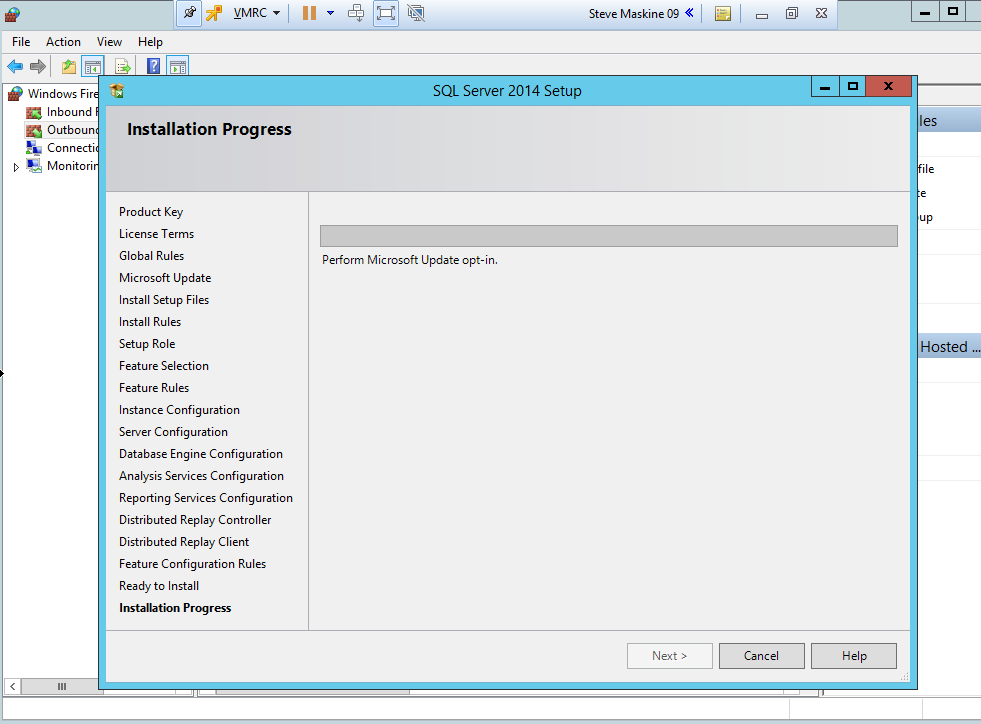 VMRC
Steve Maskine 09
File Action View Help
Windows Fire
Inbound
Outbound
Connectio
Monitorin
SQL Server 2014 Setup
Installation Progress
Product Key
License Terms
Global Rules
Microsoft Update
Install Setup Files
Install Rules
Setup Role
Feature Selection
Feature Rules
Instance Configuration
Server Configuration
Database Engine Configuration
Analysis Services Configuration
Reporting Services Configuration
Distributed Replay Controller
Distributed Replay Client
Feature Configuration Rules
Ready to Install
Installation Progress
Perform Microsoft Update opt-in.
Next >
Cancel
Help
les
file
te
up
Hosted ...